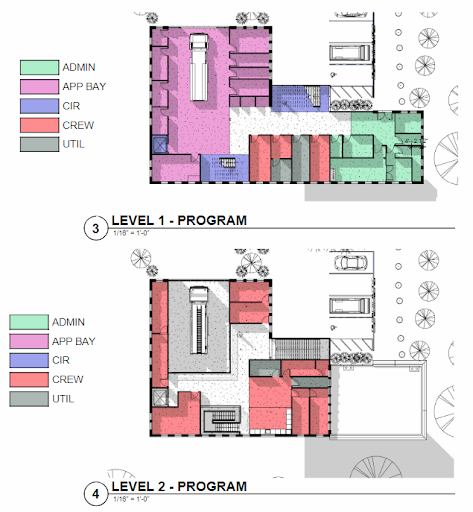 ADMIN
APP BAY
CIR
CREW
UTIL
3
LEVEL 1 - PROGRAM
1/16" = 1'-0"
ADMIN
APP BAY
CIR
CREW
UTIL
4
LEVEL 2 - PROGRAM
1/16" = 1'-0"